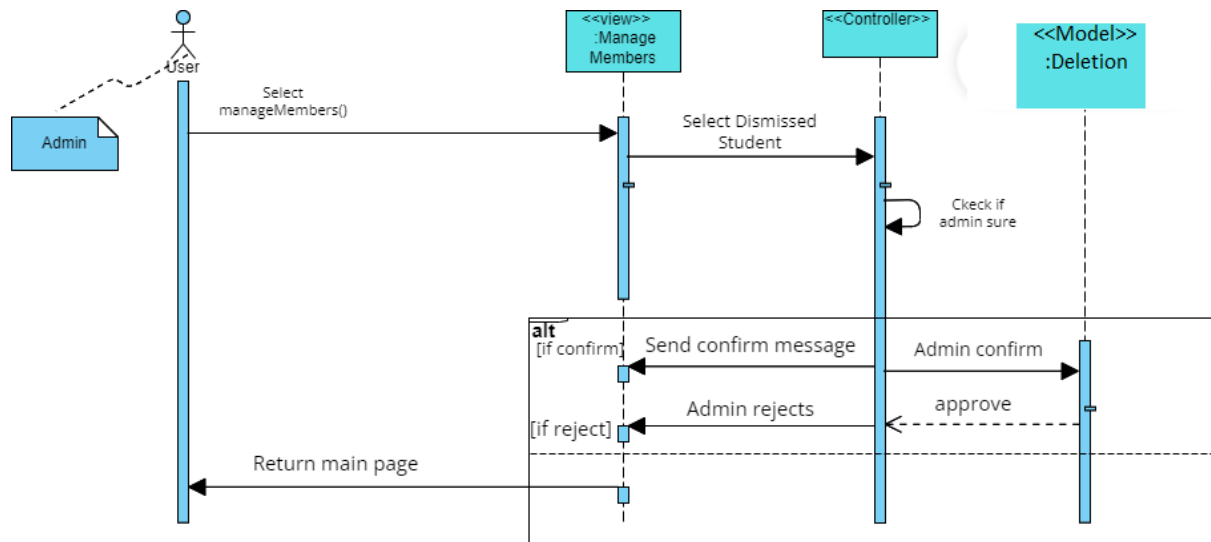 <<view>>
:Manage
Members
<<Controller>>
<<Model>>
:Deletion
User
Admin
Select
manageMembers()
Select Dismissed
Student
Ckeck if
admin sure
alt
[if confirm]
Send confirm message
Admin confirm
[if reject]
Admin rejects
approve
Return main page